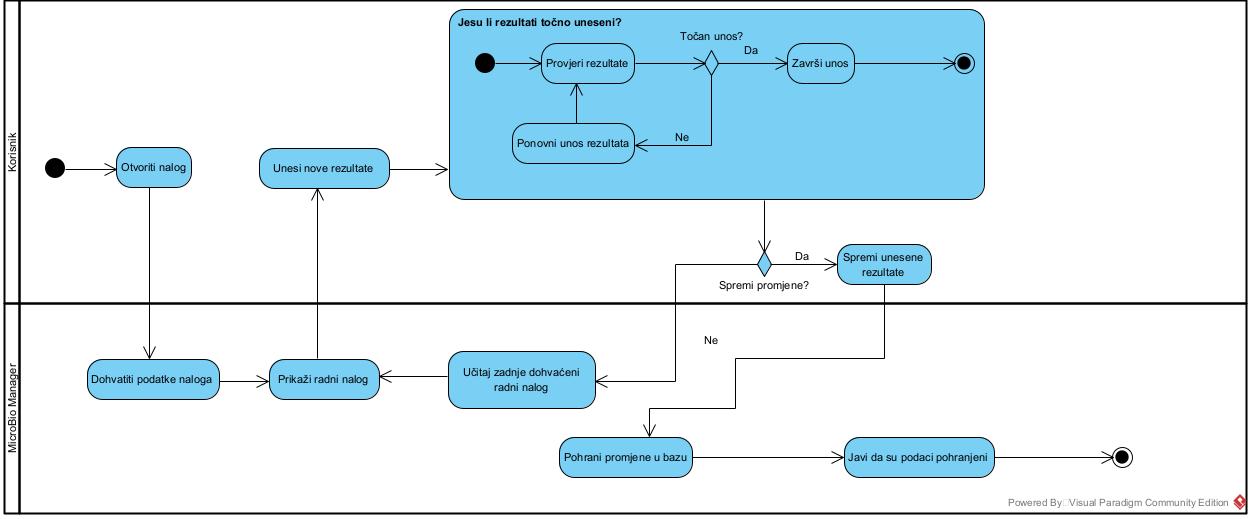 Korisnik
Jesu li rezultati točno uneseni?
Točan unos?
Provjeri rezultate
Da
Završi unos
Ponovni unos rezultata
Ne
Otvoriti nalog
Unesi nove rezultate
Da
Spremi unesene
rezultate
Spremi promjene?
MicroBio Manager
Ne
Dohvatiti podatke naloga
Prikaži radni nalog
Učitaj zadnje dohvaćeni
radni nalog
Pohrani promjene u bazu
Javi da su podaci pohranjeni
Powered By Visual Paradigm Community Edition